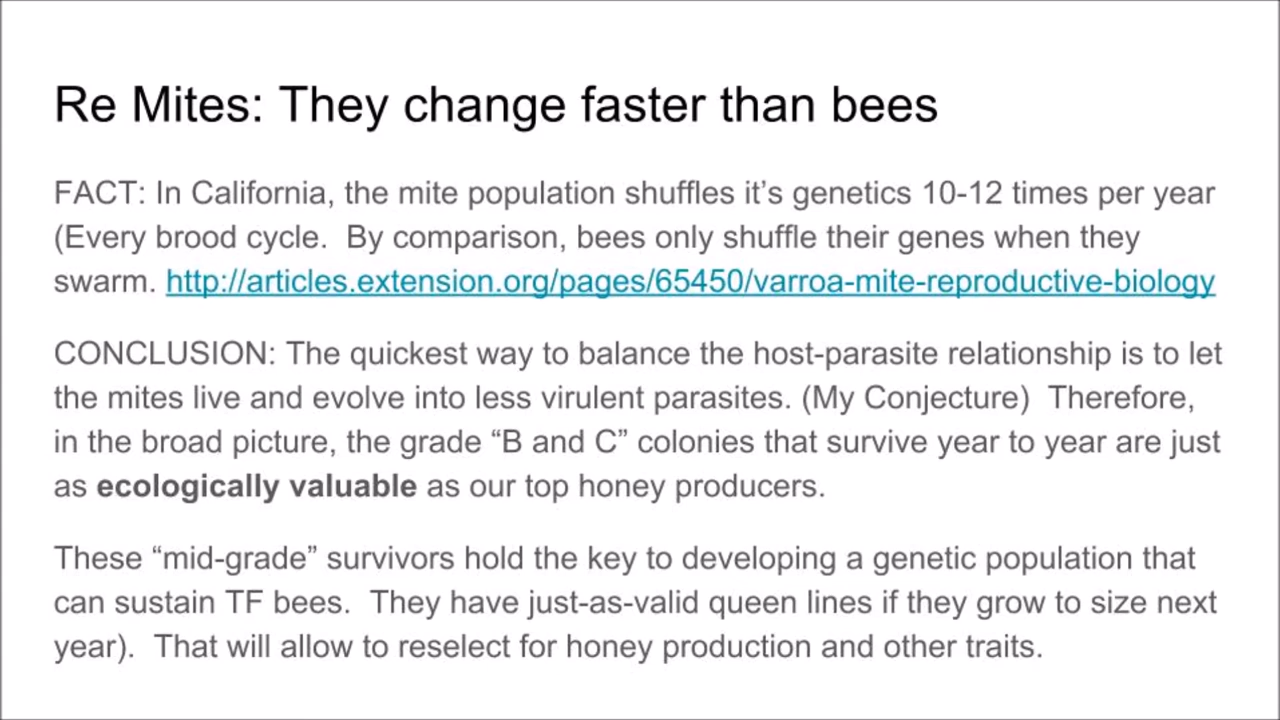 Re Mites: They change faster than bees
FACT: In California, the mite population shuffles it’s genetics 10-12 times per year
(Every brood cycle.  By comparison, bees only shuffle their genes when they
swarm. http://articles.extension.org/pages/65450/varroa-mite-reproductive-biology
CONCLUSION: The quickest way to balance the host-parasite relationship is to let
the mites live and evolve into less virulent parasites. (My Conjecture)  Therefore,
in the broad picture, the grade “B and C” colonies that survive year to year are just
as ecologically valuable as our top honey producers.
These “mid-grade” survivors hold the key to developing a genetic population that
can sustain TF bees.  They have just-as-valid queen lines if they grow to size next
year).  That will allow to reselect for honey production and other traits.